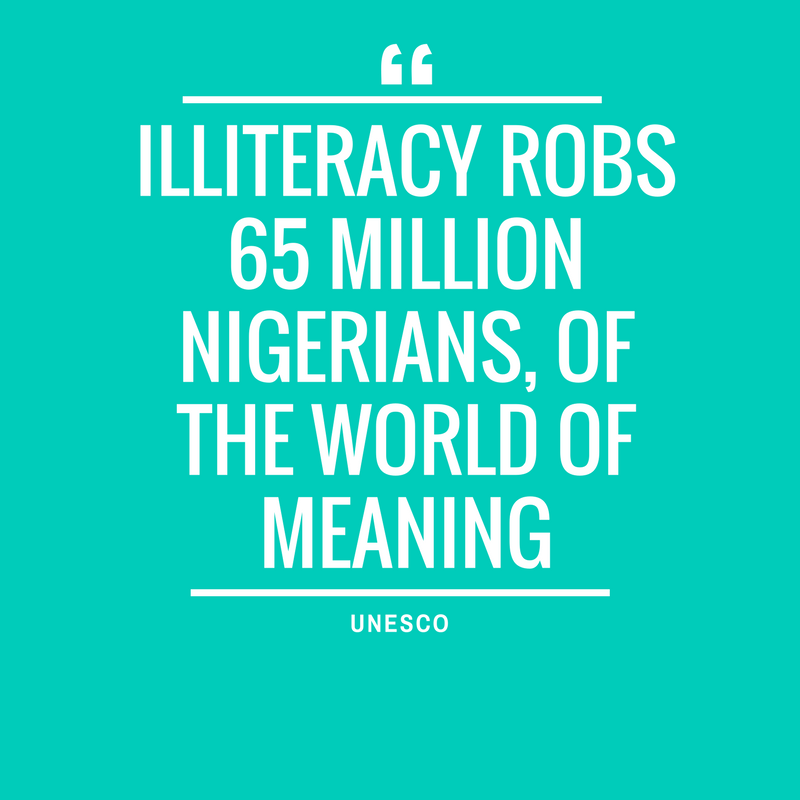 “
ILLITERACY ROBS
65 MILLION
NIGERIANS, OF
THE WORLD OF
MEANING
UNESCO